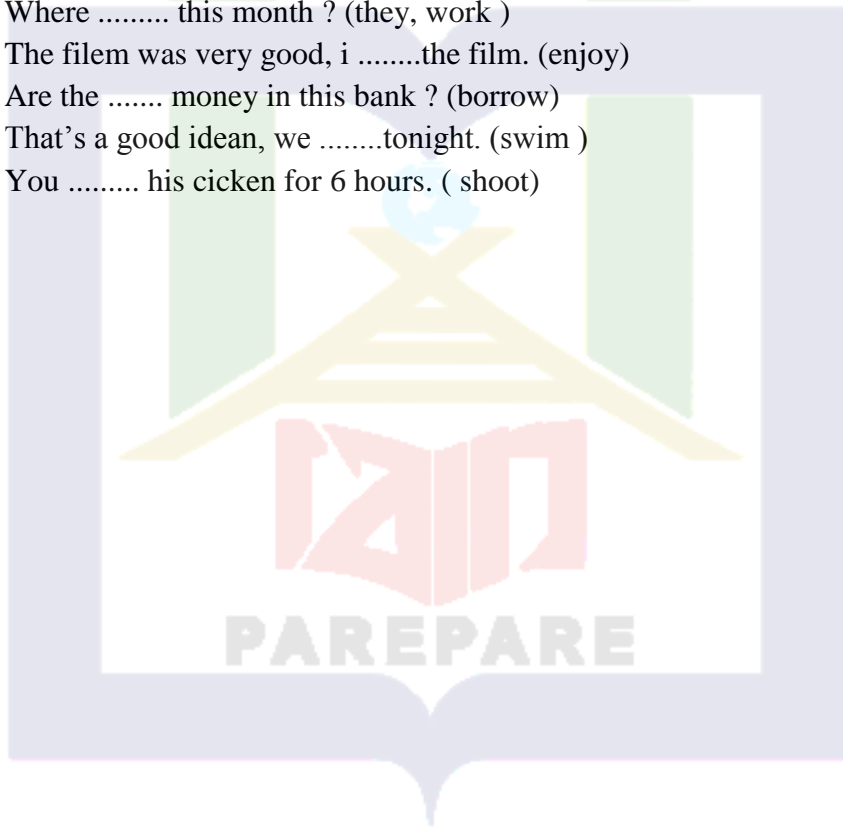 Where ......... this month ? (they, work )
The filem was very good, i ........the film. (enjoy)
Are the ....... money in this bank ? (borrow)
That’s a good idean, we ........tonight. (swim )
You ......... his cicken for 6 hours. ( shoot)
iain
PAREPARE